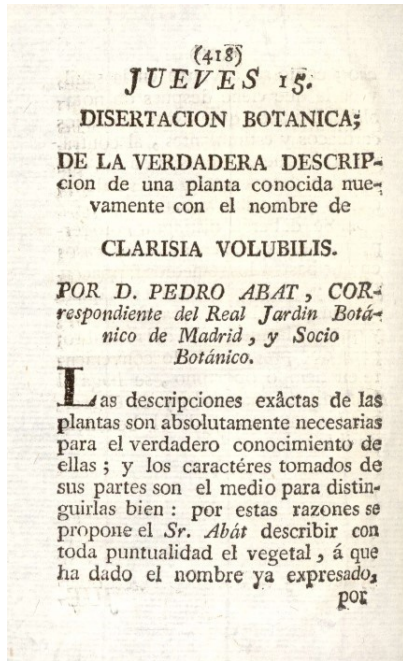 (418)
JUEVES 15.
DISERTACION BOTANICA;
DE LA VERDADERA DESCRIP-
cion de una planta conocida nue-
vamente con el nombre de
CLARISIA VOLUBILIS.
POR D. PEDRO ABAT, COR-
respondiente del Real Jardin Botá-
nico de Madrid, y Socio
Botánico.
Las descripciones exâctas de las
plantas son absolutamente necesarias
para el verdadero conocimiento de
ellas; y los caractéres tomados de
sus partes son el medio para distin-
guirlas bien: por estas razones se
propone el Sr. Abát describir con
toda puntualidad el vegetal, á que
ha dado el nombre ya expresado,
por